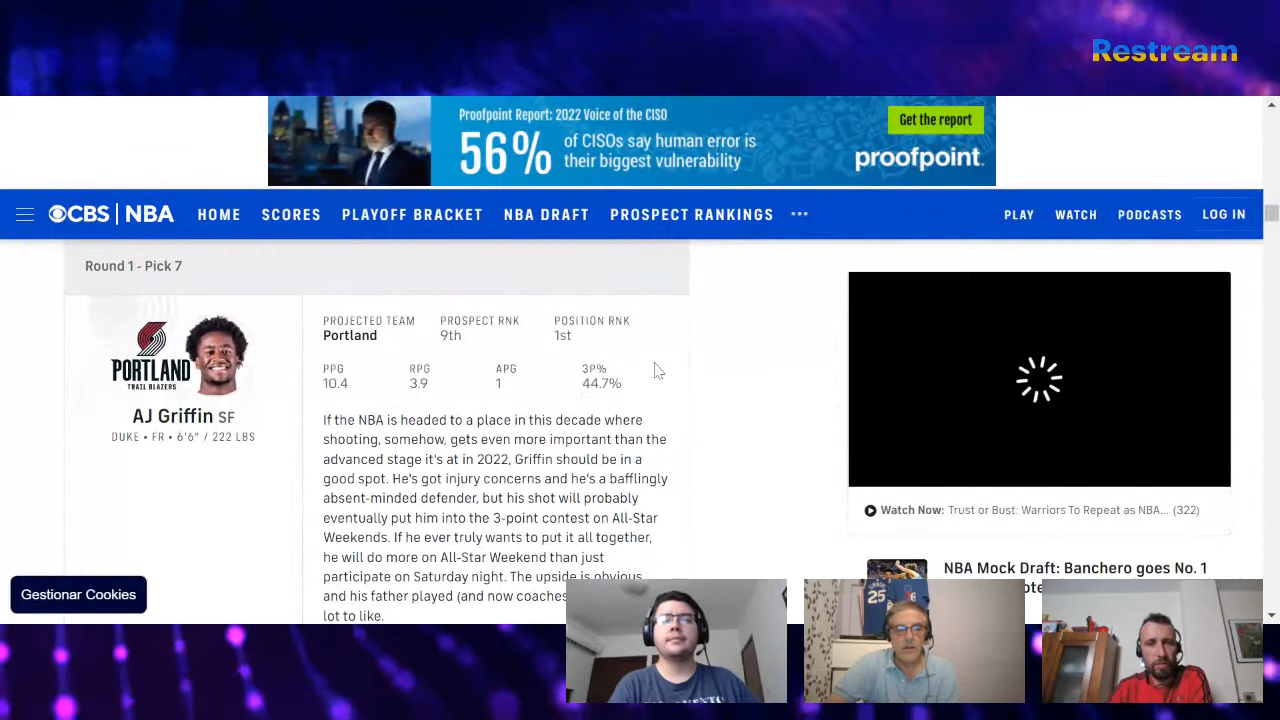 Restream
Proofpoint Report: 2022 Voice of the CISO
56% of CISOs say human error is
their biggest vulnerability
Get the report
proofpoint.
CBS | NBA HOME SCORES PLAYOFF BRACKET NBA DRAFT PROSPECT RANKINGS ••• PLAY WATCH PODCASTS LOG IN
Round 1 - Pick 7
PORTLAND
TRAIL BLAZERS
AJ Griffin SF
DUKE • FR • 6'6" / 222 LBS
PROJECTED TEAM PROSPECT RNK POSITION RNK
Portland 9th 1st
PPG RPG APG 3P%
10.4 3.9 1 44.7%
If the NBA is headed to a place in this decade where
shooting, somehow, gets even more important than the
advanced stage it's at in 2022, Griffin should be in a
good spot. He's got injury concerns and he's a bafflingly
absent-minded defender, but his shot will probably
eventually put him into the 3-point contest on All-Star
Weekends. If he ever truly wants to put it all together,
he will do more on All-Star Weekend than just
participate on Saturday night. The upside is obvious
and his father played (and now coaches
lot to like.
Watch Now: Trust or Bust: Warriors To Repeat as NBA... (322)
NBA Mock Draft: Banchero goes No. 1
Gestionar Cookies
25
6